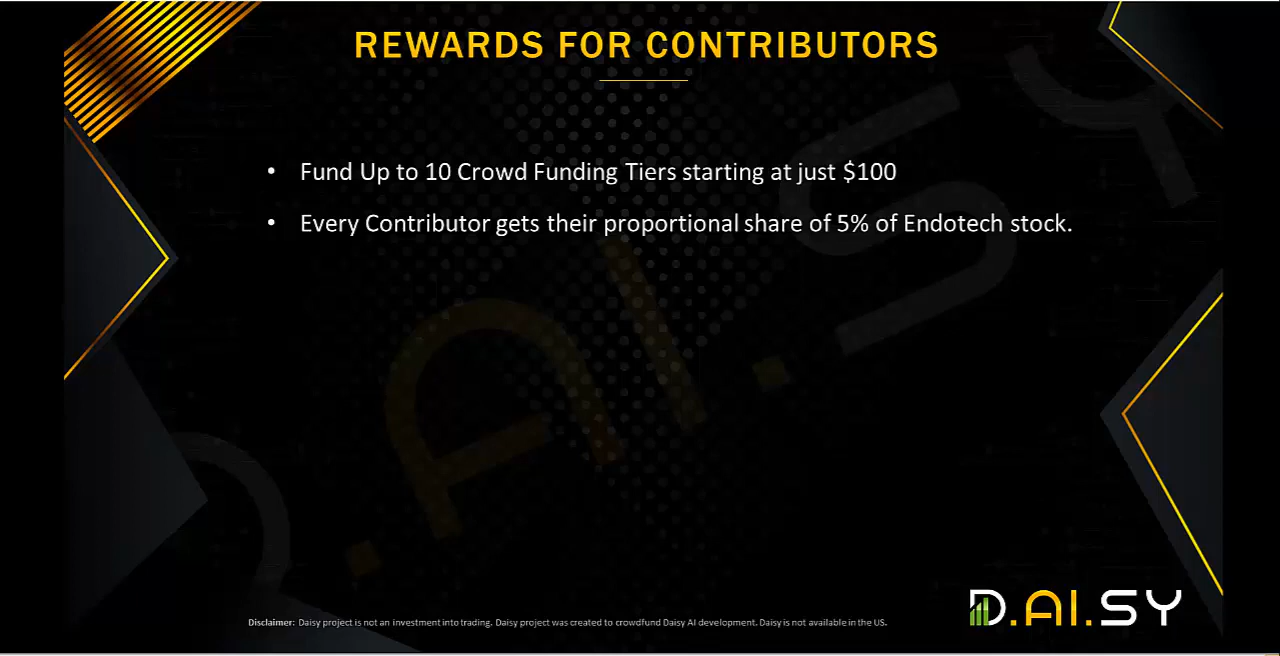 REWARDS FOR CONTRIBUTORS
• Fund Up to 10 Crowd Funding Tiers starting at just $100
• Every Contributor gets their proportional share of 5% of Endotech stock.
D.AI.SY
Disclaimer: Daisy project is not an investment into trading. Daisy project was created to crowdfund Daisy AI development. Daisy is not available in the US.
D.AI.SY